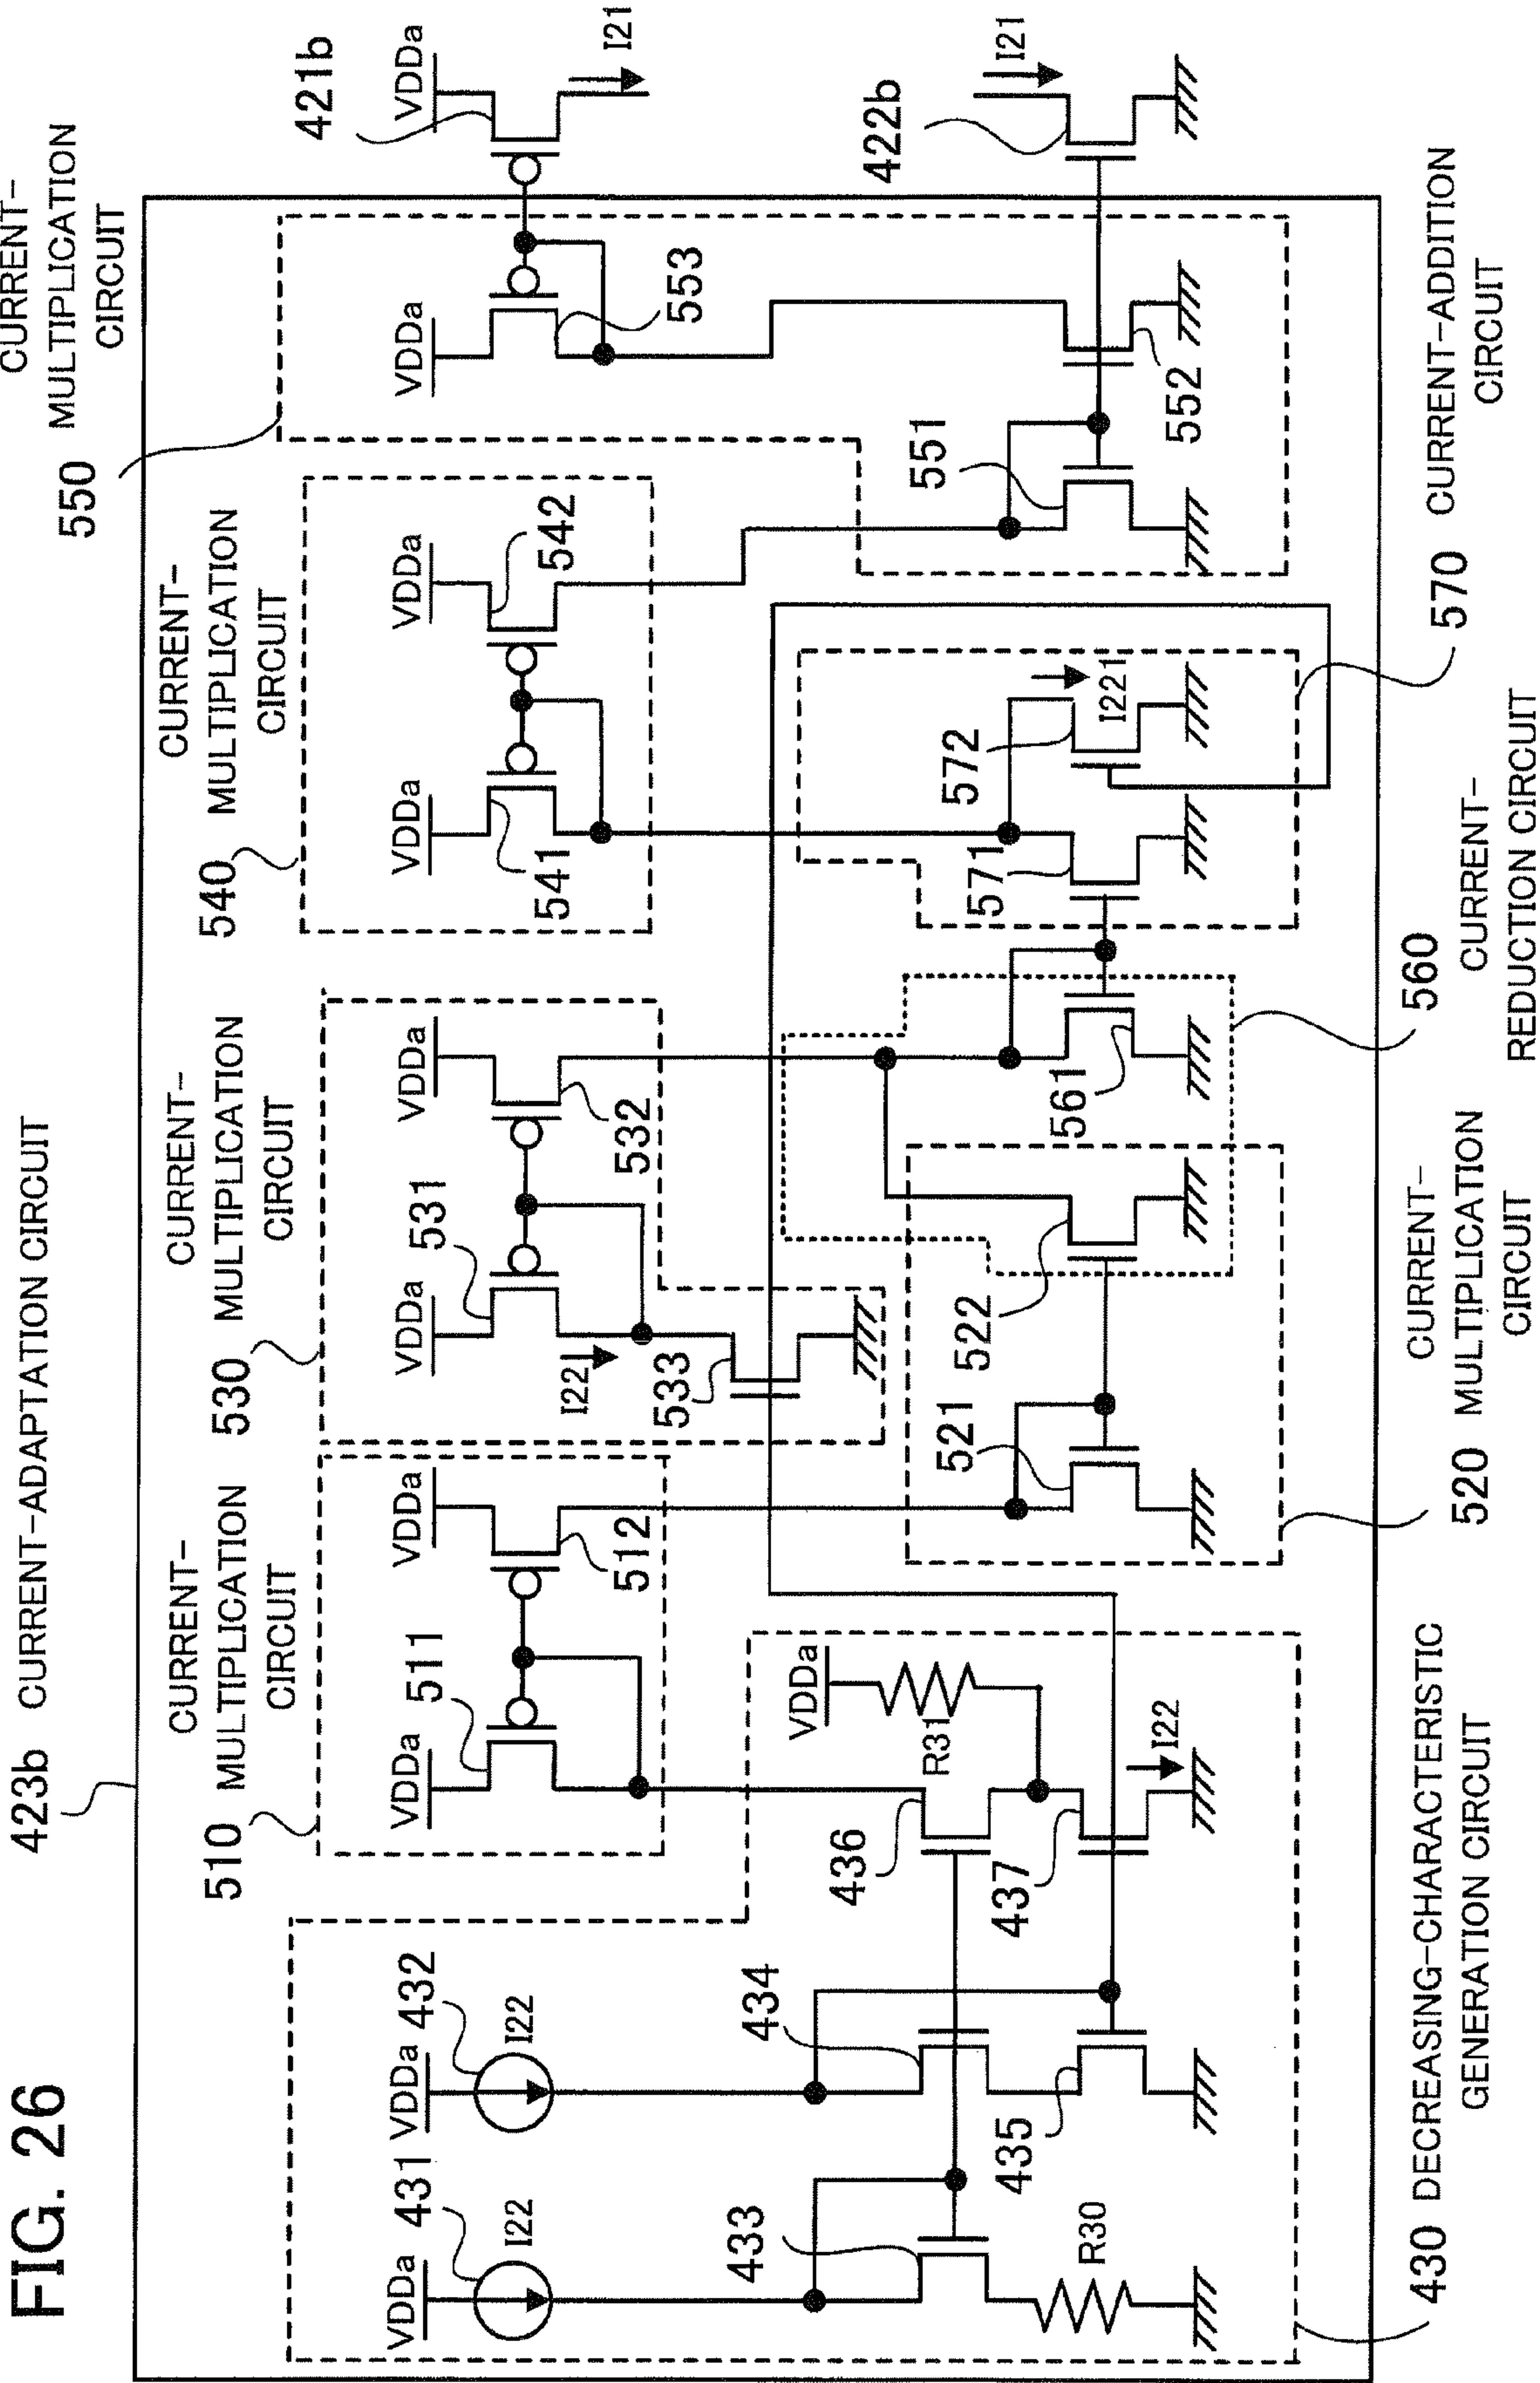 FIG. 26
423b CURRENT-ADAPTATION CIRCUIT
510
CURRENT-
MULTIPLICATION
CIRCUIT
530
CURRENT-
MULTIPLICATION
CIRCUIT
540
CURRENT-
MULTIPLICATION
CIRCUIT
550
CURRENT-
MULTIPLICATION
CIRCUIT
VDDa
431
I22
VDDa
432
I22
VDDa
511
VDDa
512
VDDa
531
I22
VDDa
532
533
VDDa
541
VDDa
542
VDDa
553
VDDa
421b
I21
433
434
436
VDDa
R31
R30
435
437
I22
521
522
561
571
572
I221
551
552
422b
I21
430 DECREASING-CHARACTERISTIC
GENERATION CIRCUIT
520
CURRENT-
MULTIPLICATION
CIRCUIT
560
CURRENT-
REDUCTION CIRCUIT
570
CURRENT-ADDITION
CIRCUIT